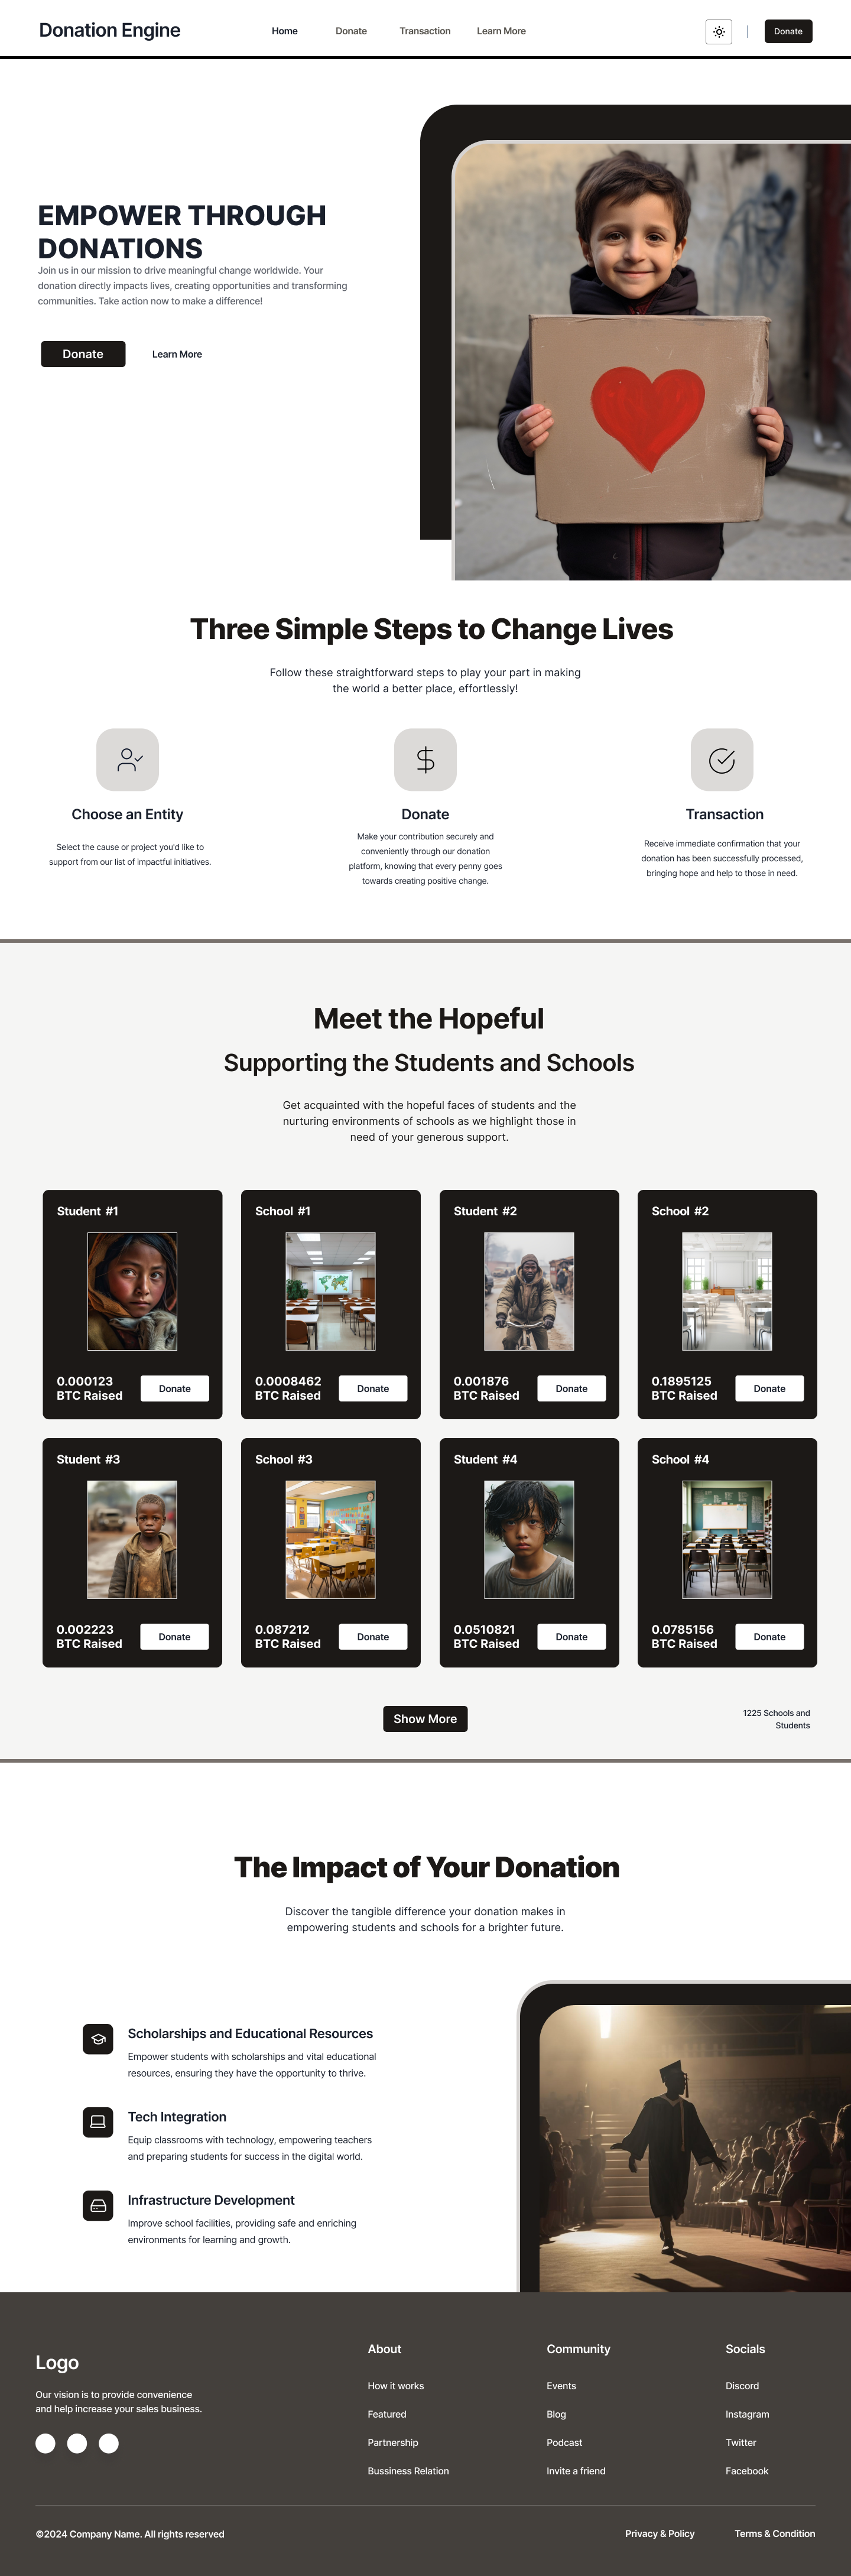 Donation Engine
Home
Donate
Transaction
Learn More
Donate
EMPOWER THROUGH
DONATIONS
Join us in our mission to drive meaningful change worldwide. Your
donation directly impacts lives, creating opportunities and transforming
communities. Take action now to make a difference!
Donate
Learn More
Three Simple Steps to Change Lives
Follow these straightforward steps to play your part in making
the world a better place, effortlessly!
Choose an Entity
Select the cause or project you'd like to
support from our list of impactful initiatives.
Donate
Make your contribution securely and
conveniently through our donation
platform, knowing that every penny goes
towards creating positive change.
Transaction
Receive immediate confirmation that your
donation has been successfully processed,
bringing hope and help to those in need.
Meet the Hopeful
Supporting the Students and Schools
Get acquainted with the hopeful faces of students and the
nurturing environments of schools as we highlight those in
need of your generous support.
Student #1
0.000123
BTC Raised
Donate
School #1
0.0008462
BTC Raised
Donate
Student #2
0.001876
BTC Raised
Donate
School #2
0.1895125
BTC Raised
Donate
Student #3
0.002223
BTC Raised
Donate
School #3
0.087212
BTC Raised
Donate
Student #4
0.0510821
BTC Raised
Donate
School #4
0.0785156
BTC Raised
Donate
Show More
1225 Schools and
Students
The Impact of Your Donation
Discover the tangible difference your donation makes in
empowering students and schools for a brighter future.
Scholarships and Educational Resources
Empower students with scholarships and vital educational
resources, ensuring they have the opportunity to thrive.
Tech Integration
Equip classrooms with technology, empowering teachers
and preparing students for success in the digital world.
Infrastructure Development
Improve school facilities, providing safe and enriching
environments for learning and growth.
Logo
Our vision is to provide convenience
and help increase your sales business.
About
How it works
Featured
Partnership
Bussiness Relation
Community
Events
Blog
Podcast
Invite a friend
Socials
Discord
Instagram
Twitter
Facebook
©2024 Company Name. All rights reserved
Privacy & Policy
Terms & Condition